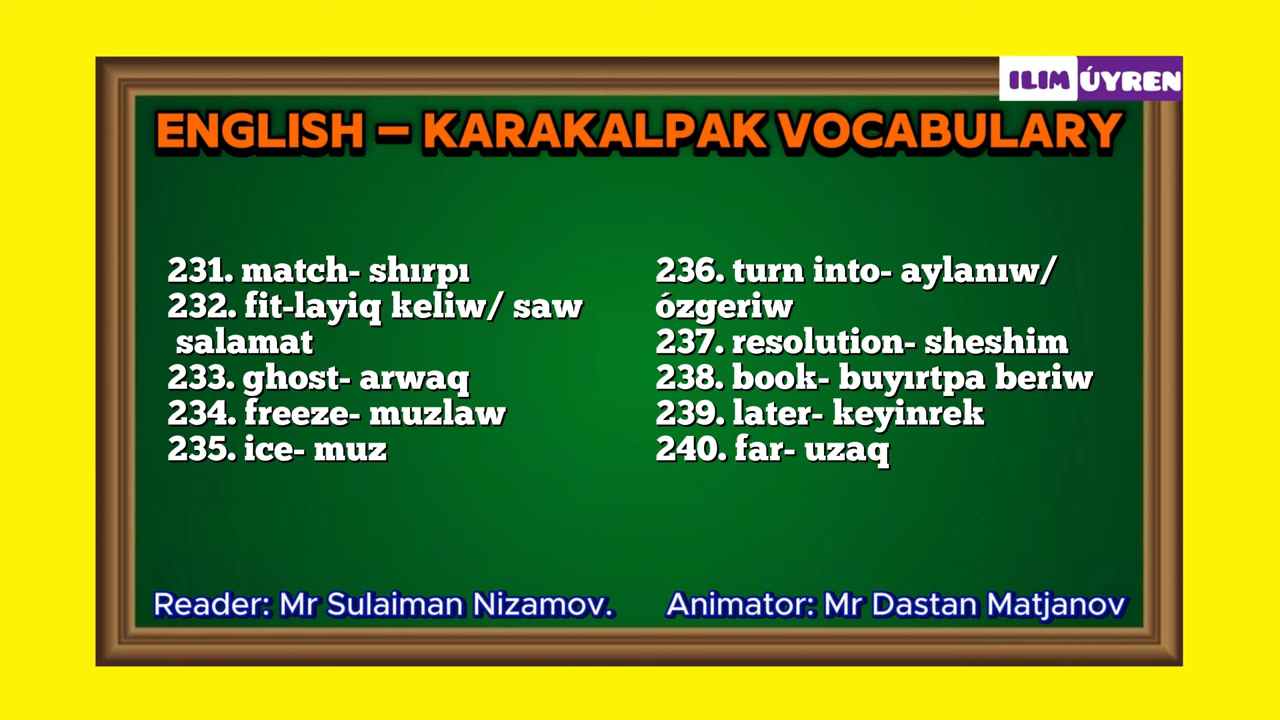 ILIM ÚYREN
ENGLISH – KARAKALPAK VOCABULARY
231. match- shırpı
232. fit-layiq keliw/ saw
salamat
233. ghost- arwaq
234. freeze- muzlaw
235. ice- muz
236. turn into- aylanıw/
ózgeriw
237. resolution- sheshim
238. book- buyırtpa beriw
239. later- keyinrek
240. far- uzaq
Reader: Mr Sulaiman Nizamov.
Animator: Mr Dastan Matjanov